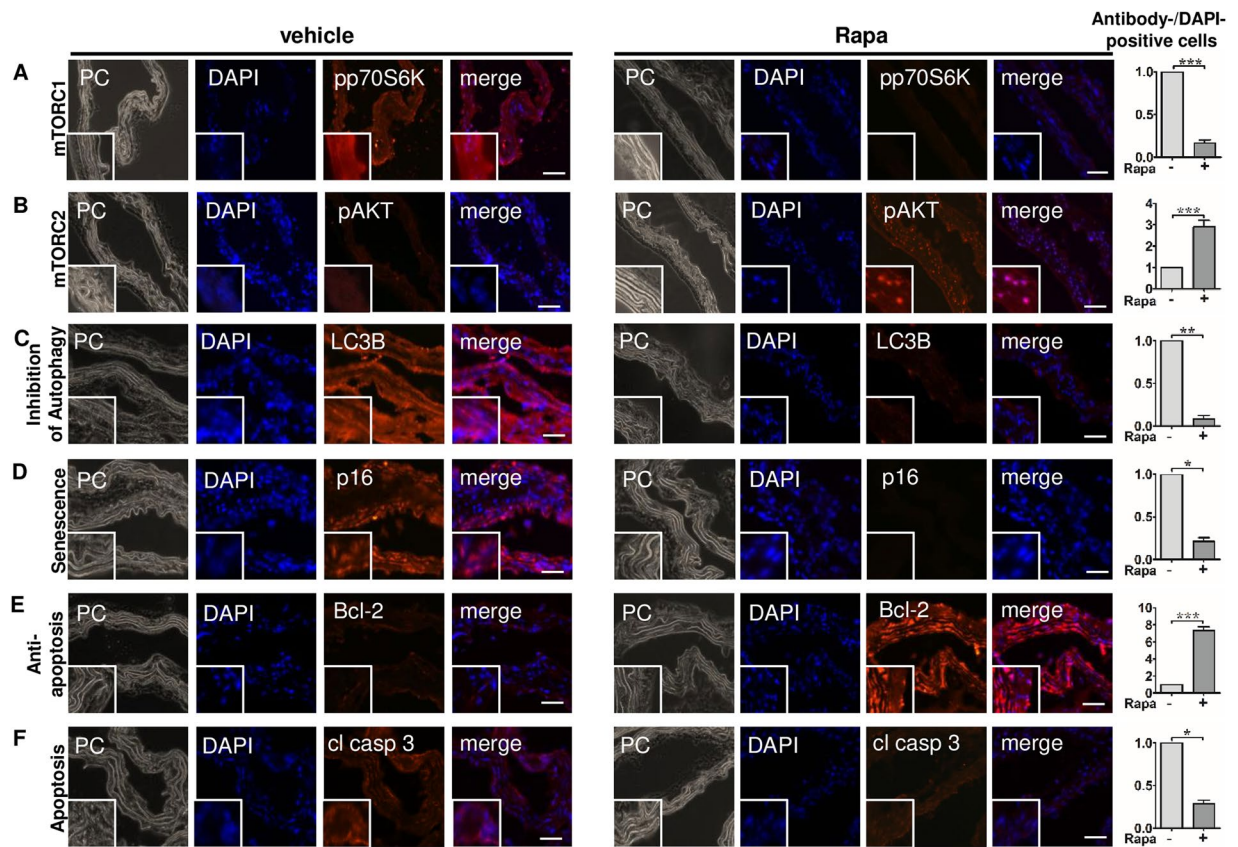 vehicle
Rapa
Antibody-/DAPI-
positive cells
A
mTORC1
PC
DAPI
pp70S6K
merge
PC
DAPI
pp70S6K
merge
***
1.0
0.5
0.0
Rapa - +
B
mTORC2
PC
DAPI
pAKT
merge
PC
DAPI
pAKT
merge
***
4
3
2
1
0
Rapa - +
C
Inhibition
of Autophagy
PC
DAPI
LC3B
merge
PC
DAPI
LC3B
merge
**
1.0
0.5
0.0
Rapa - +
D
Senescence
PC
DAPI
p16
merge
PC
DAPI
p16
merge
*
1.0
0.5
0.0
Rapa - +
E
Anti-
apoptosis
PC
DAPI
Bcl-2
merge
PC
DAPI
Bcl-2
merge
***
10
8
6
4
2
0
Rapa - +
F
Apoptosis
PC
DAPI
cl casp 3
merge
PC
DAPI
cl casp 3
merge
*
1.0
0.5
0.0
Rapa - +